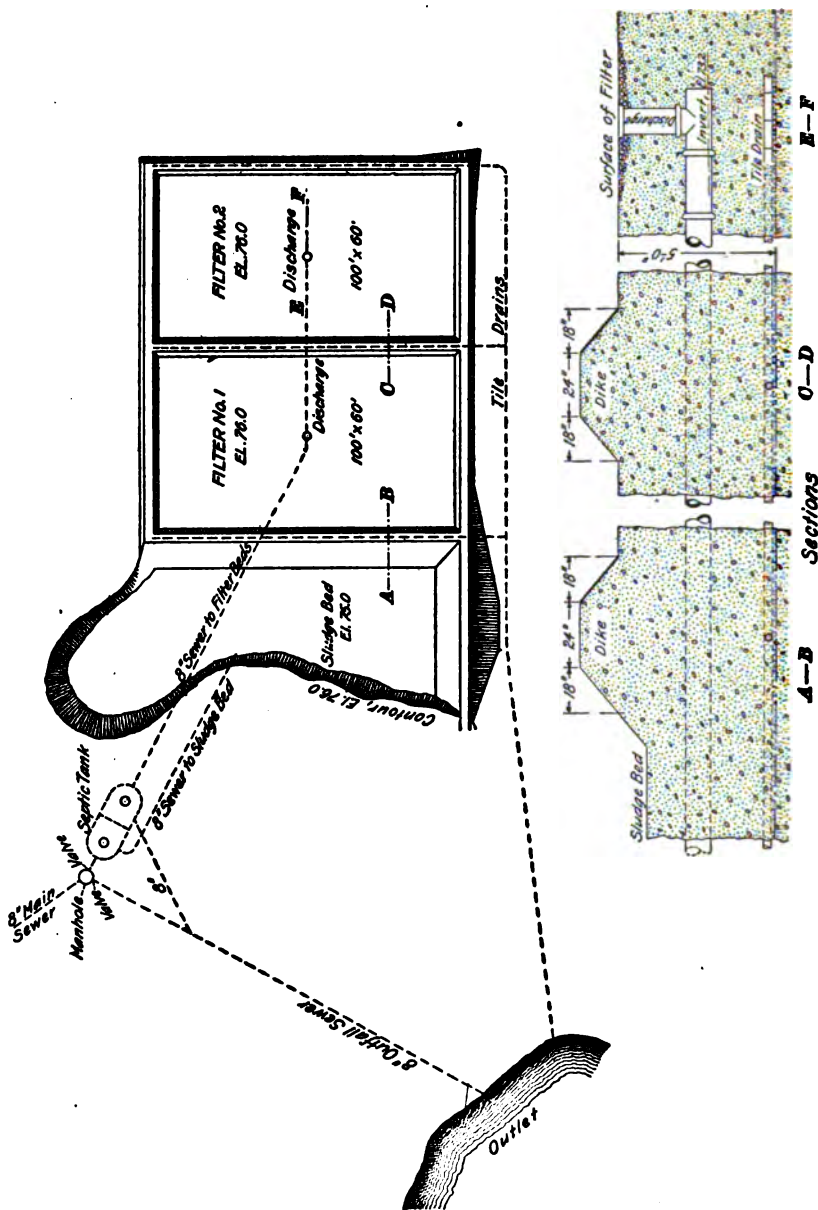 8" Main
Sewer
Manhole
Valve
Valve
Septic Tank
8"
8" Sewer to Filter Beds
8" Sewer to Sludge Bed
Contour, El. 76.0
Sludge Bed
El. 75.0
FILTER No. 1
EL. 76.0
Discharge
100' x 60'
FILTER No. 2
EL. 76.0
E Discharge F
100' x 60'
A
B
C
D
Tile Drains
8" Outfall Sewer
Outlet
Sludge Bed
18" 24" 18"
Dike
A—B
18" 24" 18"
Dike
C—D
Sections
5'-0"
Surface of Filter
Discharge
Invert,
Tile Drain
E—F